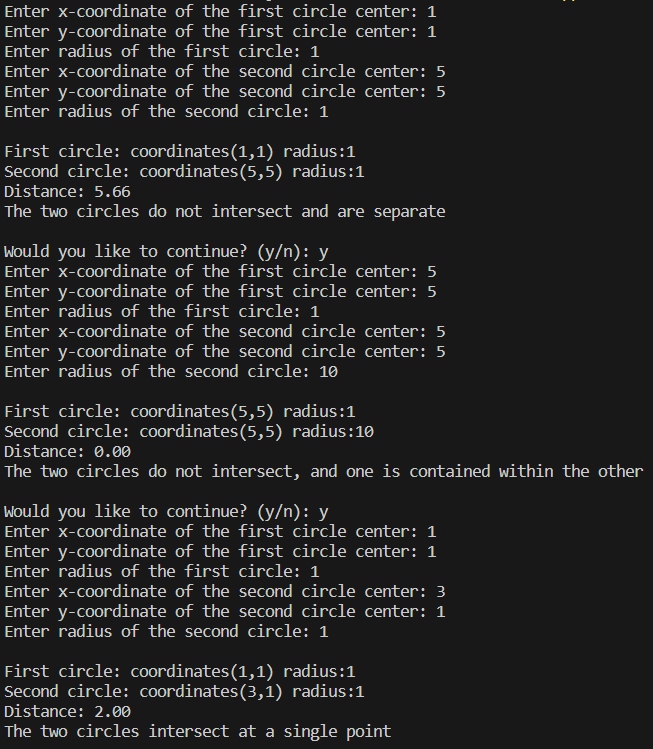 Enter x-coordinate of the first circle center: 1
Enter y-coordinate of the first circle center: 1
Enter radius of the first circle: 1
Enter x-coordinate of the second circle center: 5
Enter y-coordinate of the second circle center: 5
Enter radius of the second circle: 1
First circle: coordinates(1,1) radius:1
Second circle: coordinates(5,5) radius:1
Distance: 5.66
The two circles do not intersect and are separate
Would you like to continue? (y/n): y
Enter x-coordinate of the first circle center: 5
Enter y-coordinate of the first circle center: 5
Enter radius of the first circle: 1
Enter x-coordinate of the second circle center: 5
Enter y-coordinate of the second circle center: 5
Enter radius of the second circle: 10
First circle: coordinates(5,5) radius:1
Second circle: coordinates(5,5) radius:10
Distance: 0.00
The two circles do not intersect, and one is contained within the other
Would you like to continue? (y/n): y
Enter x-coordinate of the first circle center: 1
Enter y-coordinate of the first circle center: 1
Enter radius of the first circle: 1
Enter x-coordinate of the second circle center: 3
Enter y-coordinate of the second circle center: 1
Enter radius of the second circle: 1
First circle: coordinates(1,1) radius:1
Second circle: coordinates(3,1) radius:1
Distance: 2.00
The two circles intersect at a single point